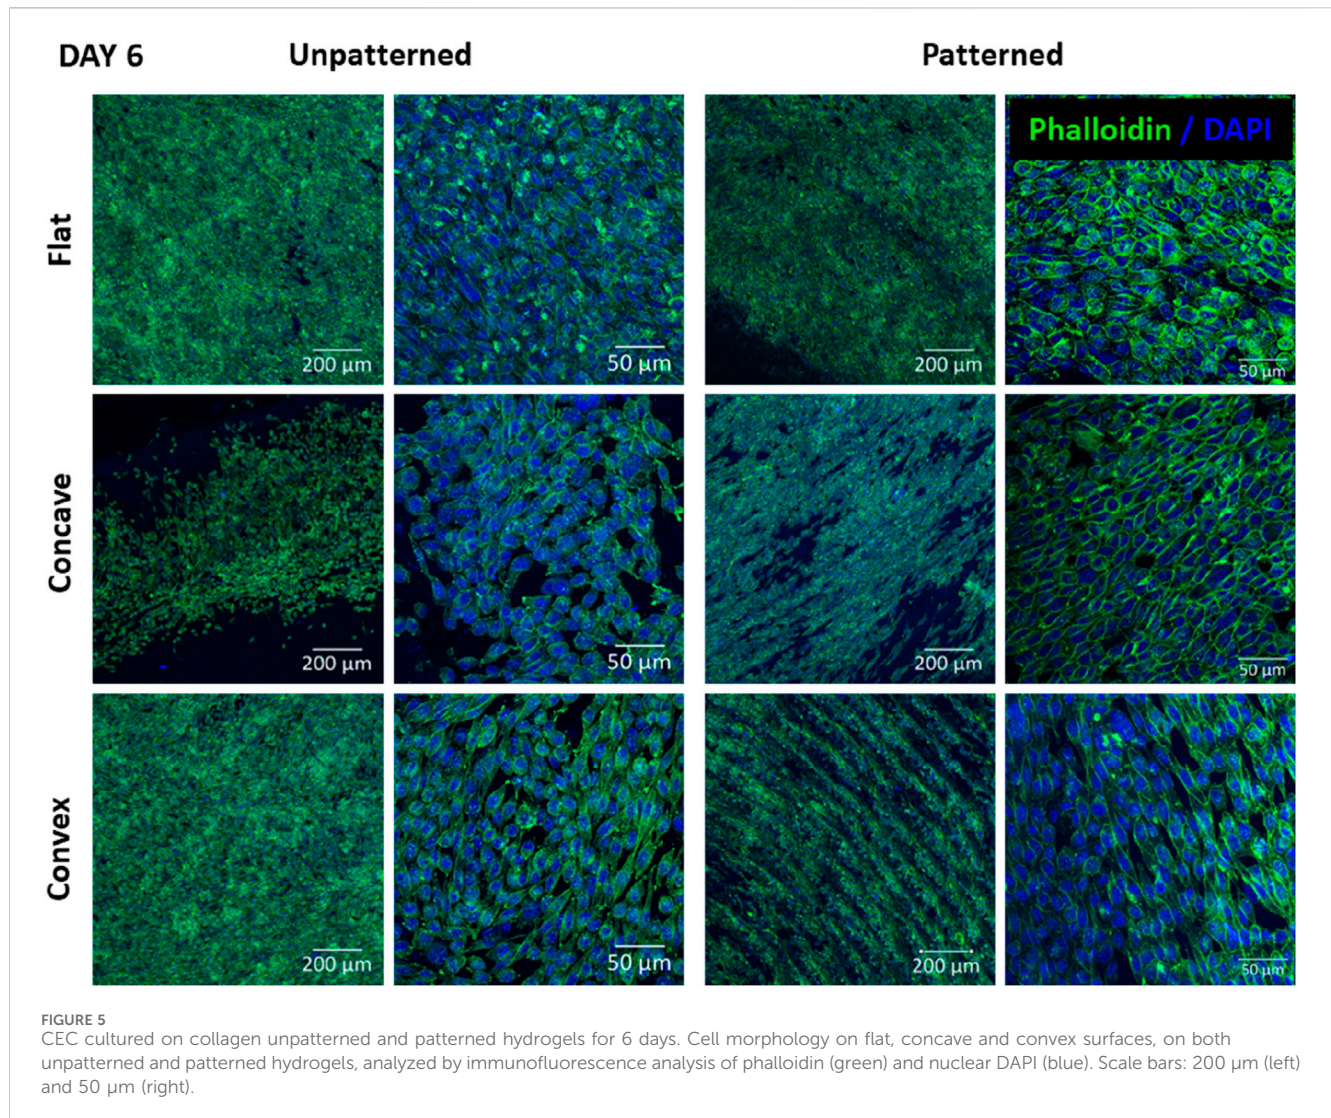 DAY 6
Unpatterned
Patterned
Flat
200 µm
50 µm
200 µm
Phalloidin / DAPI
50 µm
Concave
200 µm
50 µm
200 µm
50 µm
Convex
200 µm
50 µm
200 µm
50 µm
FIGURE 5
CEC cultured on collagen unpatterned and patterned hydrogels for 6 days. Cell morphology on flat, concave and convex surfaces, on both
unpatterned and patterned hydrogels, analyzed by immunofluorescence analysis of phalloidin (green) and nuclear DAPI (blue). Scale bars: 200 µm (left)
and 50 µm (right).